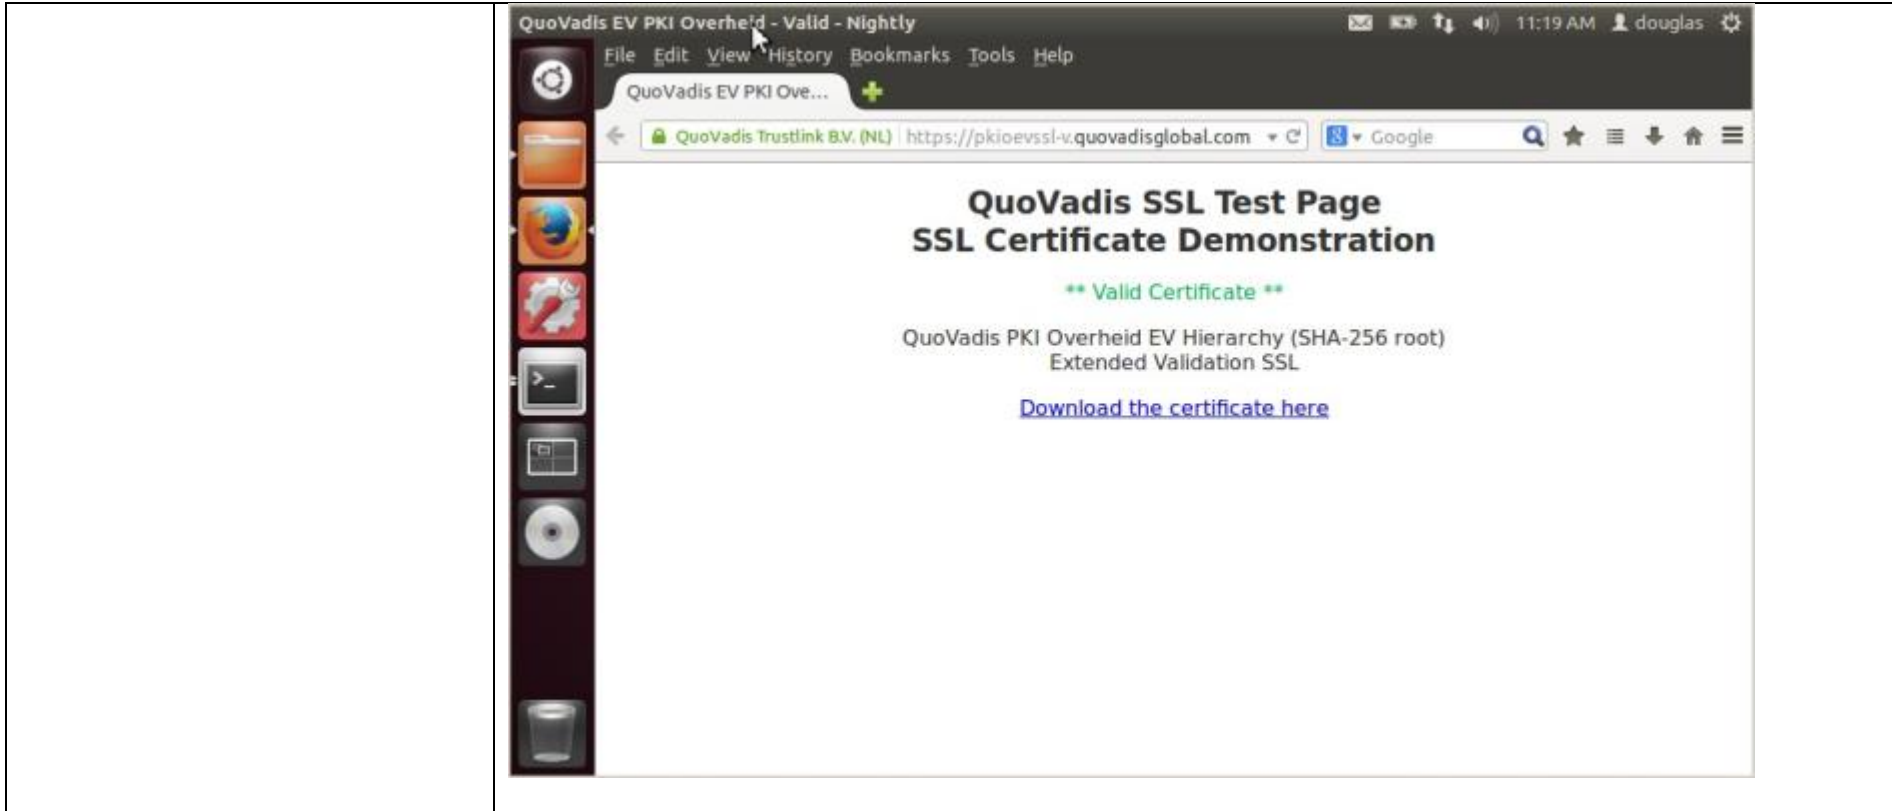 QuoVadis EV PKI Overheid - Valid - Nightly
11:19 AM douglas
File Edit View History Bookmarks Tools Help
QuoVadis EV PKI Ove...
QuoVadis Trustlink B.V. (NL) https://pkioevssl-v.quovadisglobal.com Google
QuoVadis SSL Test Page
SSL Certificate Demonstration
** Valid Certificate **
QuoVadis PKI Overheid EV Hierarchy (SHA-256 root)
Extended Validation SSL
Download the certificate here